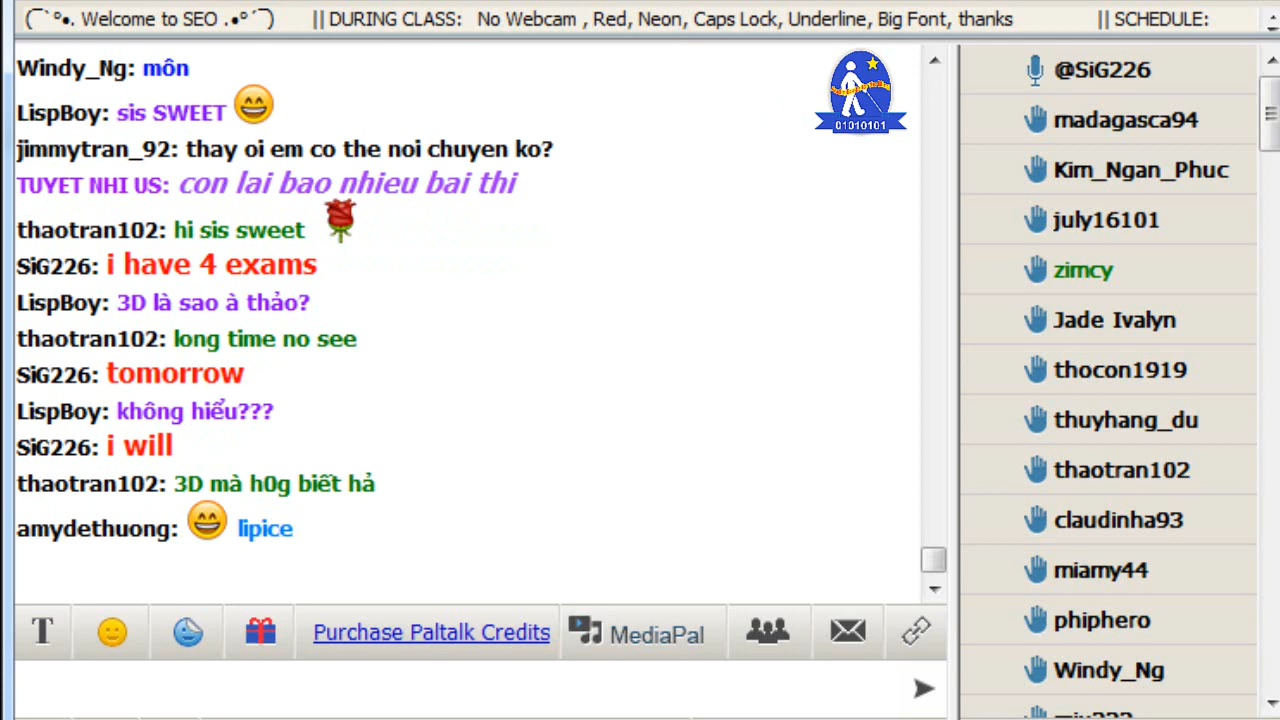 (¯`°•. Welcome to SEO .•°´¯) || DURING CLASS: No Webcam , Red, Neon, Caps Lock, Underline, Big Font, thanks || SCHEDULE:
Windy_Ng: môn
LispBoy: sis SWEET
jimmytran_92: thay oi em co the noi chuyen ko?
TUYET NHI US: con lai bao nhieu bai thi
thaotran102: hi sis sweet
SiG226: i have 4 exams
LispBoy: 3D là sao à thảo?
thaotran102: long time no see
SiG226: tomorrow
LispBoy: không hiểu???
SiG226: i will
thaotran102: 3D mà h0g biết hả
amydethuong: lipice
01010101
T
Purchase Paltalk Credits
MediaPal
@SiG226
madagasca94
Kim_Ngan_Phuc
july16101
zimcy
Jade Ivalyn
thocon1919
thuyhang_du
thaotran102
claudinha93
miamy44
phiphero
Windy_Ng